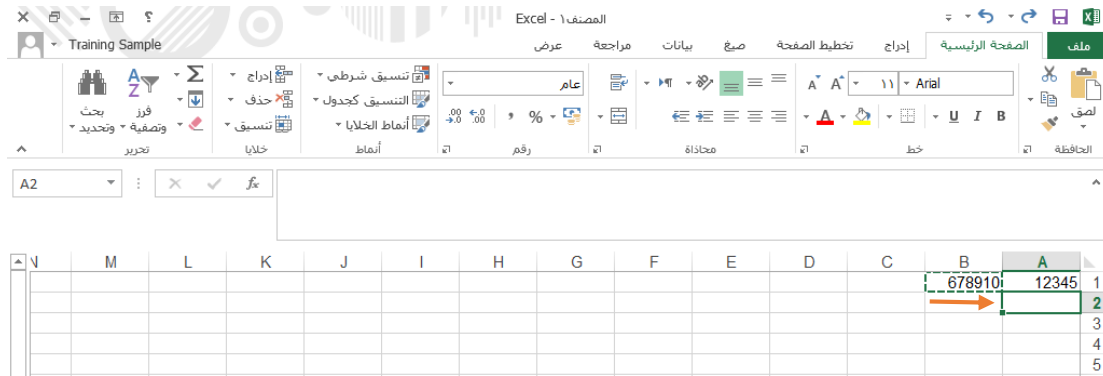 المصنف١ - Excel
؟
ملف الصفحة الرئيسية إدراج تخطيط الصفحة صيغ بيانات مراجعة عرض Training Sample
Arial ١١ A A عام تنسيق شرطي إدراج Σ
لصق التنسيق كجدول حذف فرز وتصفية بحث وتحديد
B I U A % , .00 .0 أنماط الخلايا تنسيق
الحافظة خط محاذاة رقم أنماط خلايا تحرير
A2 fx
A B C D E F G H I J K L M N
1 12345 678910
2
3
4
5